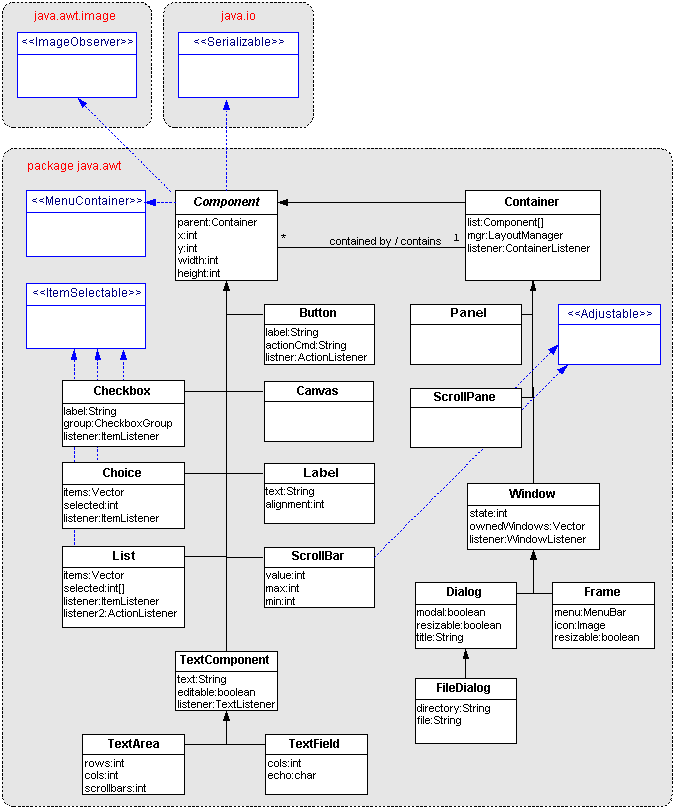 java.awt.image
<<ImageObserver>>
java.io
<<Serializable>>
package java.awt
<<MenuContainer>>
Component
parent:Container
x:int
y:int
width:int
height:int
Container
list:Component[]
mgr:LayoutManager
listener:ContainerListener
* contained by / contains 1
<<ItemSelectable>>
Button
label:String
actionCmd:String
listner:ActionListener
Panel
<<Adjustable>>
Checkbox
label:String
group:CheckboxGroup
listener:ItemListener
Canvas
ScrollPane
Choice
items:Vector
selected:int
listener:ItemListener
Label
text:String
alignment:int
Window
state:int
ownedWindows:Vector
listener:WindowListener
List
items:Vector
selected:int[]
listener:ItemListener
listener2:ActionListener
ScrollBar
value:int
max:int
min:int
Dialog
modal:boolean
resizable:boolean
title:String
Frame
menu:MenuBar
icon:Image
resizable:boolean
TextComponent
text:String
editable:boolean
listener:TextListener
FileDialog
directory:String
file:String
TextArea
rows:int
cols:int
scrollbars:int
TextField
cols:int
echo:char